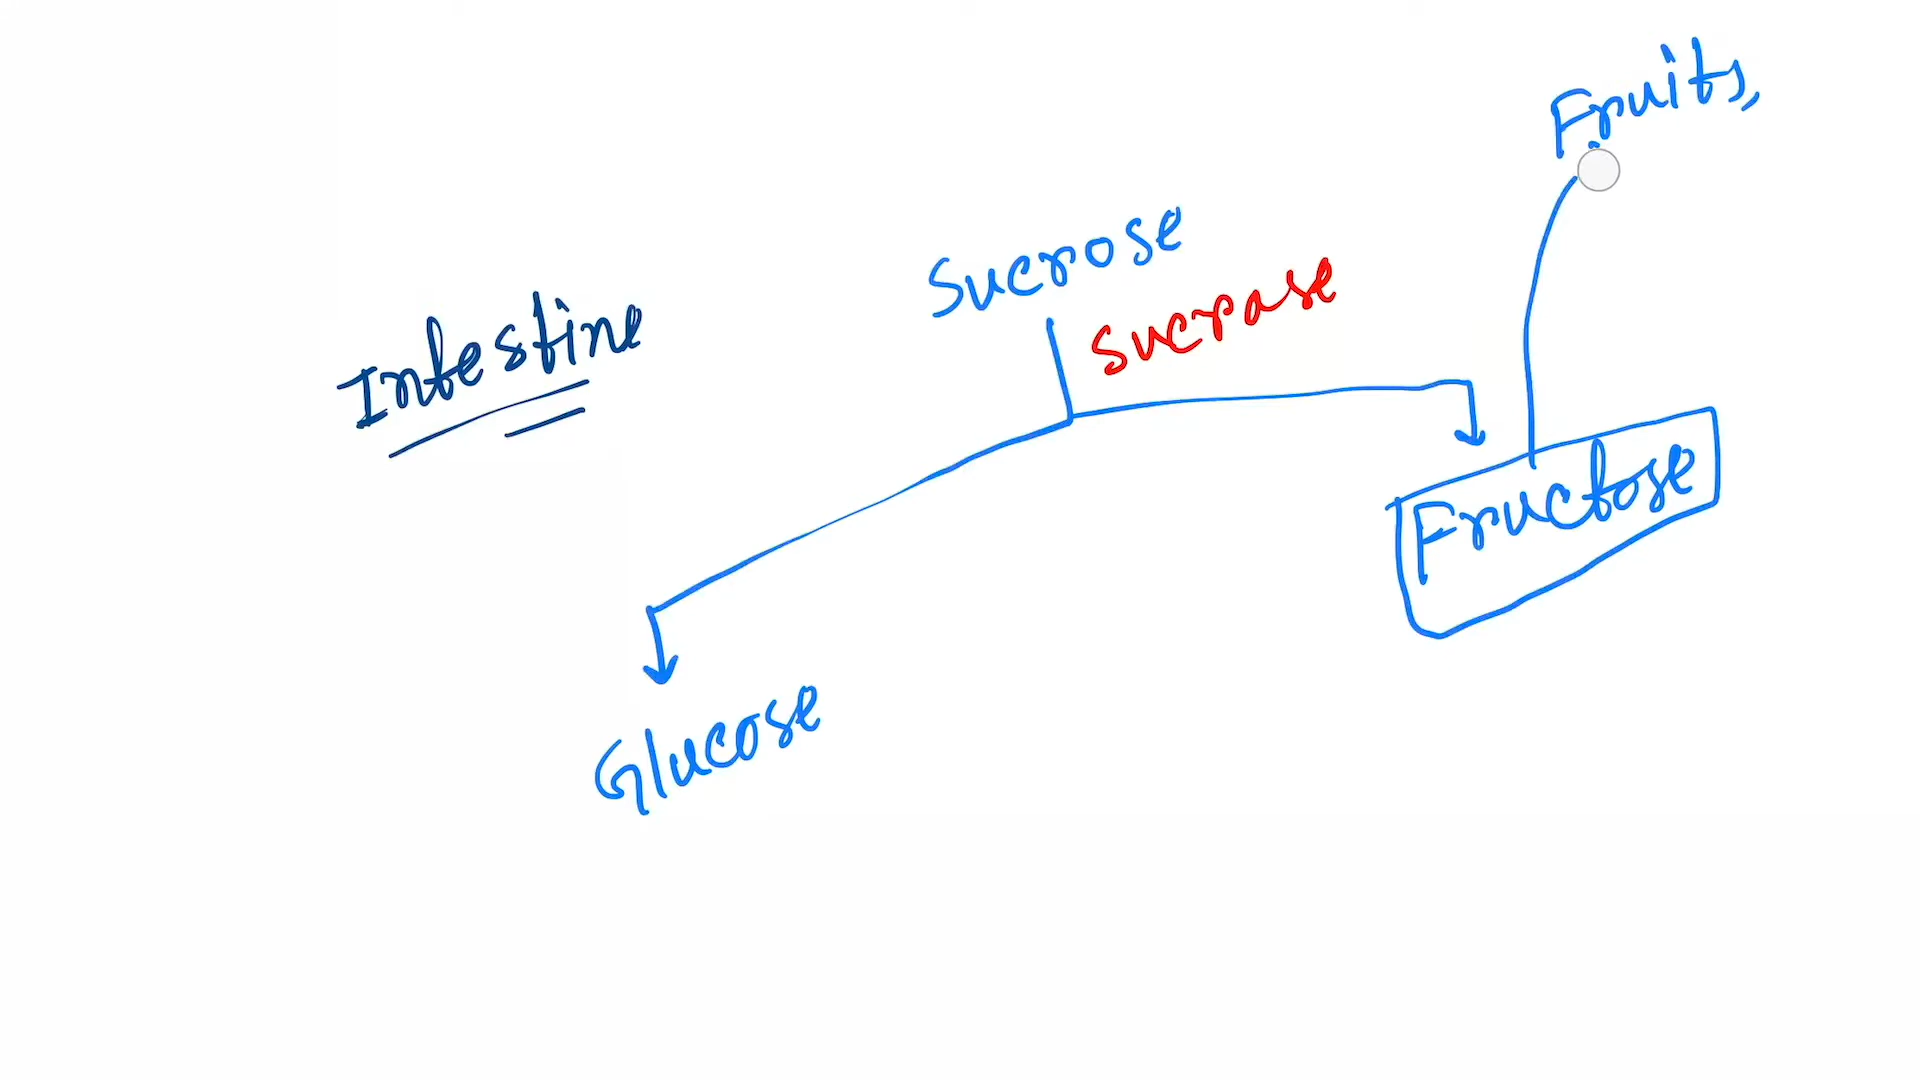 Fruits,
Sucrose
Sucrase
Intestine
Fructose
Glucose